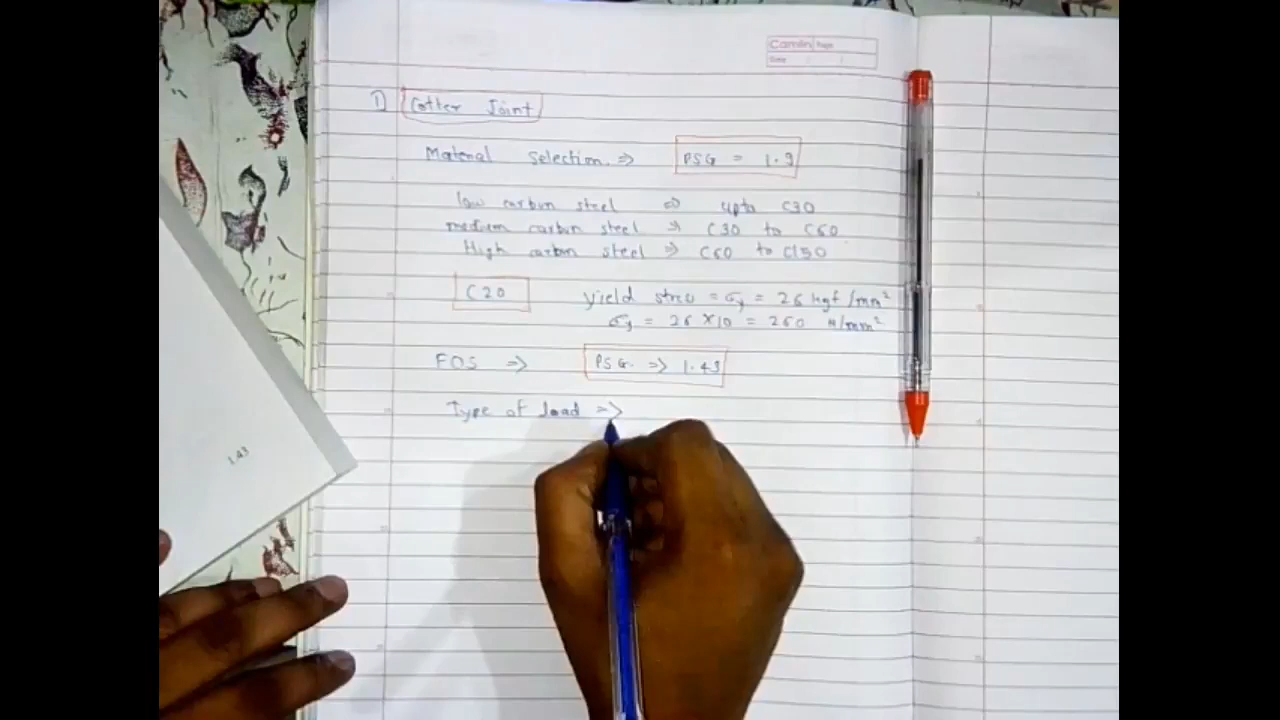 Camlin Page
Date / /
1) Cotter Joint
Material Selection ⇒ PSG = 1.9
low carbon steel ⇒ upto C30
medium carbon steel ⇒ C30 to C60
High carbon steel ⇒ C60 to C150
C20 yield stress = σy = 26 kgf/mm²
σy = 26 × 10 = 260 N/mm²
FOS ⇒ PSG ⇒ 1.43
Type of load ⇒
1.43